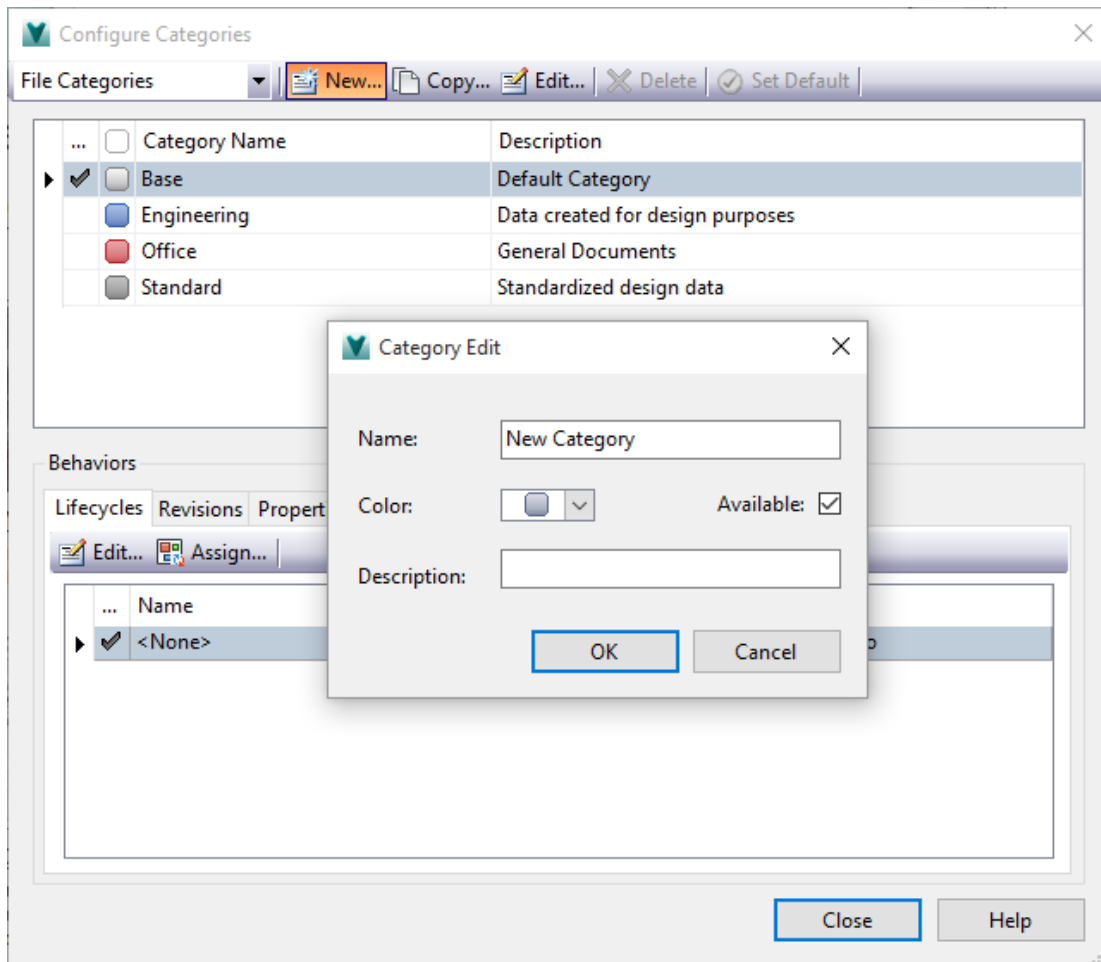 Configure Categories
File Categories New... Copy... Edit... Delete Set Default
... Category Name Description
Base Default Category
Engineering Data created for design purposes
Office General Documents
Standard Standardized design data
Category Edit
Name: New Category
Color: Available:
Description:
OK Cancel
Behaviors
Lifecycles Revisions Propert
Edit... Assign...
... Name
<None>
Close Help